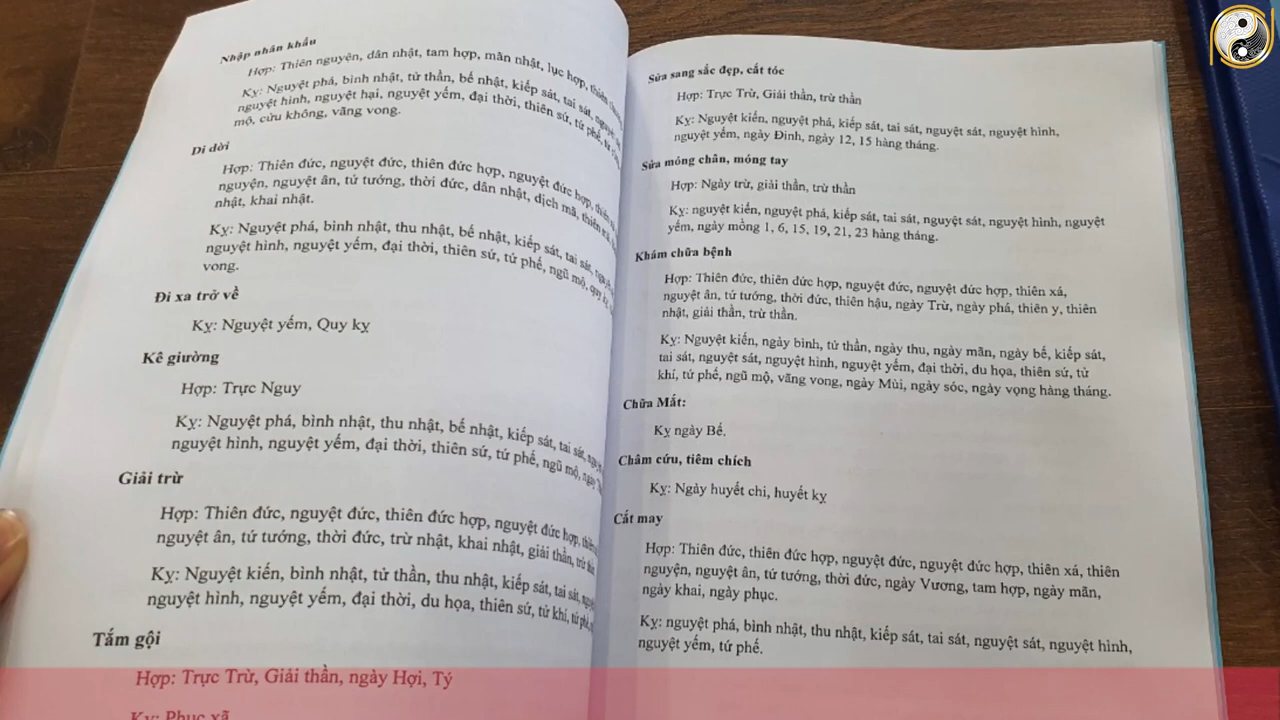 Nhập nhân khẩu
Hợp: Thiên nguyện, dân nhật, tam hợp, mãn nhật, lục hợp,
Kỵ: Nguyệt phá, bình nhật, tử thần, bế nhật, kiếp sát, tai sát,
nguyệt hình, nguyệt hại, nguyệt yếm, đại thời, thiên sứ, tứ phế,
mộ, cửu không, vãng vong.
Di dời
Hợp: Thiên đức, nguyệt đức, thiên đức hợp, nguyệt đức hợp,
nguyện, nguyệt ân, tứ tướng, thời đức, dân nhật, dịch mã,
nhật, khai nhật.
Kỵ: Nguyệt phá, bình nhật, thu nhật, bế nhật, kiếp sát, tai sát,
nguyệt hình, nguyệt yếm, đại thời, thiên sứ, tứ phế, ngũ mộ, quy kỵ,
vong.
Đi xa trở về
Kỵ: Nguyệt yếm, Quy kỵ
Kê giường
Hợp: Trực Nguy
Kỵ: Nguyệt phá, bình nhật, thu nhật, bế nhật, kiếp sát, tai sát,
nguyệt hình, nguyệt yếm, đại thời, thiên sứ, tứ phế, ngũ mộ, ngày
Giải trừ
Hợp: Thiên đức, nguyệt đức, thiên đức hợp, nguyệt đức hợp,
nguyệt ân, tứ tướng, thời đức, trừ nhật, khai nhật, giải thần, trừ
Kỵ: Nguyệt kiến, bình nhật, tử thần, thu nhật, kiếp sát, tai sát,
nguyệt hình, nguyệt yếm, đại thời, du họa, thiên sứ, tử khí, tứ phế,
Tắm gội
Hợp: Trực Trừ, Giải thần, ngày Hợi, Tý
Kỵ: Phục xã
Sửa sang sắc đẹp, cắt tóc
Hợp: Trực Trừ, Giải thần, trừ thần
Kỵ: Nguyệt kiến, nguyệt phá, kiếp sát, tai sát, nguyệt sát, nguyệt hình,
nguyệt yếm, ngày Đinh, ngày 12, 15 hàng tháng.
Sửa móng chân, móng tay
Hợp: Ngày trừ, giải thần, trừ thần
Kỵ: nguyệt kiến, nguyệt phá, kiếp sát, tai sát, nguyệt sát, nguyệt hình, nguyệt
yếm, ngày mồng 1, 6, 15, 19, 21, 23 hàng tháng.
Khám chữa bệnh
Hợp: Thiên đức, thiên đức hợp, nguyệt đức, nguyệt đức hợp, thiên xá,
nguyệt ân, tứ tướng, thời đức, thiên hậu, ngày Trừ, ngày phá, thiên y, thiên
nhật, giải thần, trừ thần.
Kỵ: Nguyệt kiến, ngày bình, tử thần, ngày thu, ngày mãn, ngày bế, kiếp sát,
tai sát, nguyệt sát, nguyệt hình, nguyệt yếm, đại thời, du họa, thiên sứ, tử
khí, tứ phế, ngũ mộ, vãng vong, ngày Mùi, ngày sóc, ngày vọng hàng tháng.
Chữa Mắt:
Kỵ ngày Bế.
Châm cứu, tiêm chích
Kỵ: Ngày huyết chi, huyết kỵ
Cắt may
Hợp: Thiên đức, thiên đức hợp, nguyệt đức, nguyệt đức hợp, thiên xá, thiên
nguyện, nguyệt ân, tứ tướng, thời đức, ngày Vương, tam hợp, ngày mãn,
ngày khai, ngày phục.
Kỵ: nguyệt phá, bình nhật, thu nhật, kiếp sát, tai sát, nguyệt sát, nguyệt hình,
nguyệt yếm, tứ phế.